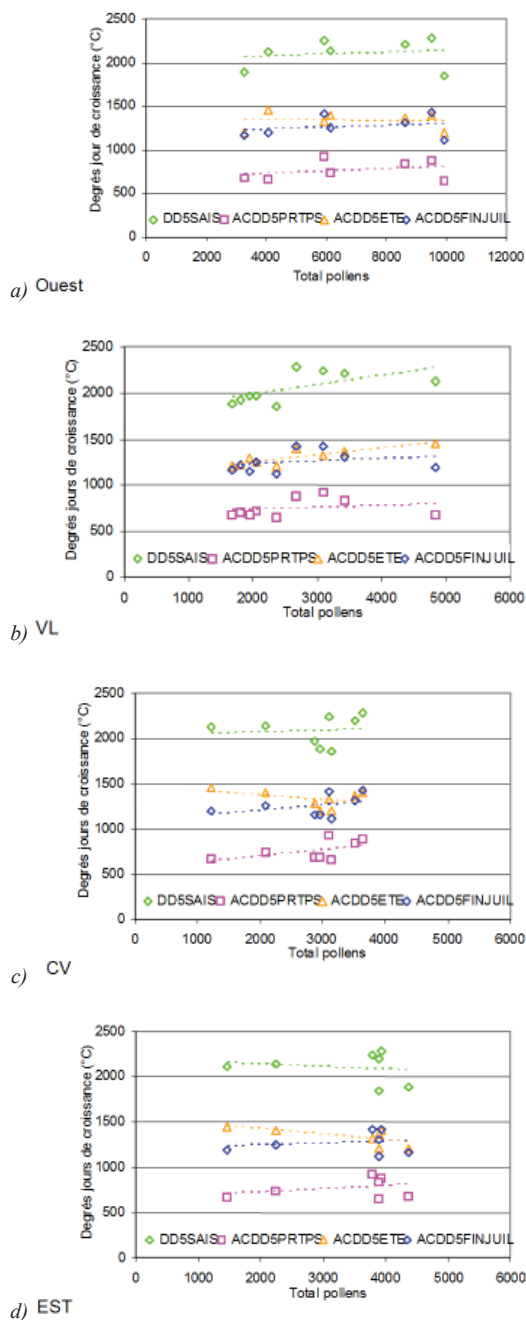 2500
2000
1500
1000
500
0
Degrés jour de croissance (°C)
DD5SAIS ACDD5PRTPS ACDD5ETE ACDD5FINJUIL
0 2000 4000 6000 8000 10000 12000
Total pollens
a) Ouest
2500
2000
1500
1000
500
0
Degrés jours de croissance (°C)
DD5SAIS ACDD5PRTPS ACDD5ETE ACDD5FINJUIL
0 1000 2000 3000 4000 5000 6000
Total pollens
b) VL
2500
2000
1500
1000
500
0
Degrés jours de croissance (°C)
DD5SAIS ACDD5PRTPS ACDD5ETE ACDD5FINJUIL
0 1000 2000 3000 4000 5000 6000
Total pollens
c) CV
2500
2000
1500
1000
500
0
Degrés jours de croissance (°C)
DD5SAIS ACDD5PRTPS ACDD5ETE ACDD5FINJUIL
0 1000 2000 3000 4000 5000 6000
Total pollens
d) EST